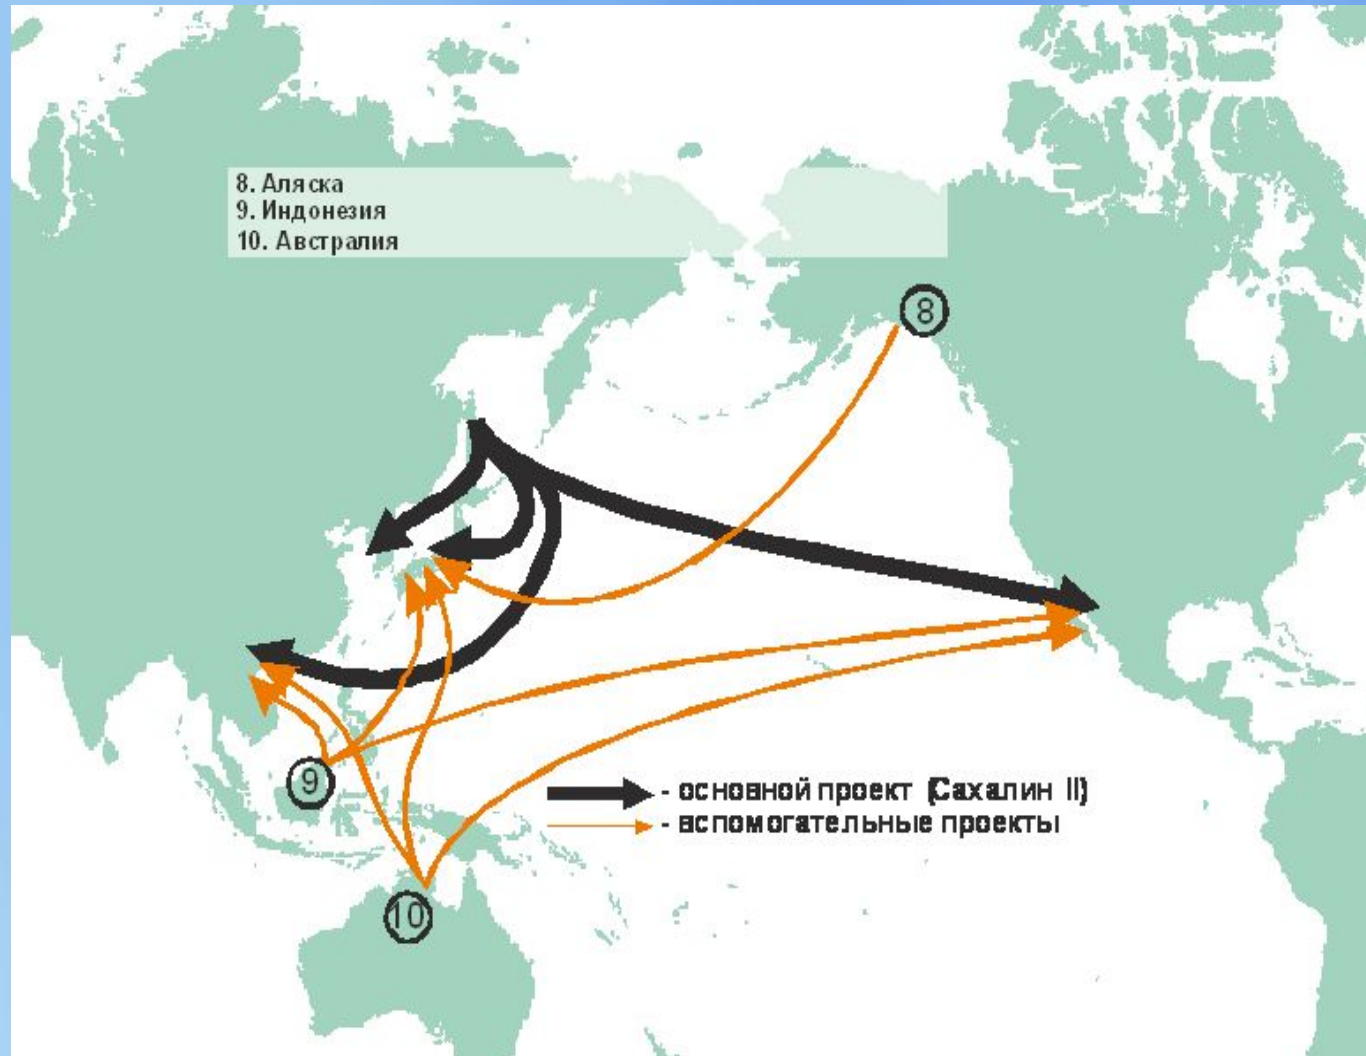 8. Аляска
9. Индонезия
10. Австралия
8
9
- основной проект (Сахалин II)
- вспомогательные проекты
10